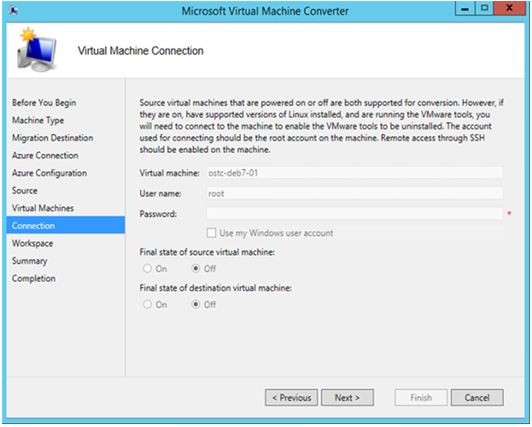 Microsoft Virtual Machine Converter
Virtual Machine Connection
Before You Begin
Machine Type
Migration Destination
Azure Connection
Azure Configuration
Source
Virtual Machines
Connection
Workspace
Summary
Completion
Source virtual machines that are powered on or off are both supported for conversion. However, if
they are on, have supported versions of Linux installed, and are running the VMware tools, you
will need to connect to the machine to enable the VMware tools to be uninstalled. The account
used for connecting should be the root account on the machine. Remote access through SSH
should be enabled on the machine.
Virtual machine: ostc-deb7-01
User name: root
Password: *
Use my Windows user account
Final state of source virtual machine:
On Off
Final state of destination virtual machine:
On Off
< Previous Next > Finish Cancel